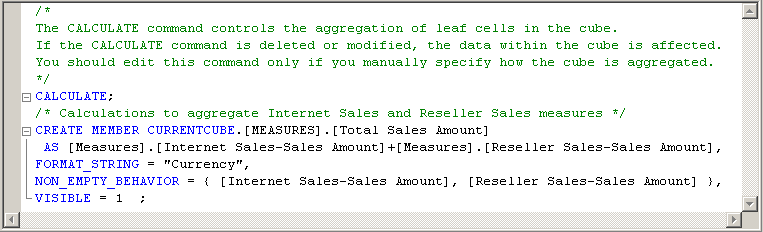 /*
The CALCULATE command controls the aggregation of leaf cells in the cube.
If the CALCULATE command is deleted or modified, the data within the cube is affected.
You should edit this command only if you manually specify how the cube is aggregated.
*/
CALCULATE;
/* Calculations to aggregate Internet Sales and Reseller Sales measures */
CREATE MEMBER CURRENTCUBE.[MEASURES].[Total Sales Amount]
AS [Measures].[Internet Sales-Sales Amount]+[Measures].[Reseller Sales-Sales Amount],
FORMAT_STRING = "Currency",
NON_EMPTY_BEHAVIOR = { [Internet Sales-Sales Amount], [Reseller Sales-Sales Amount] },
VISIBLE = 1  ;